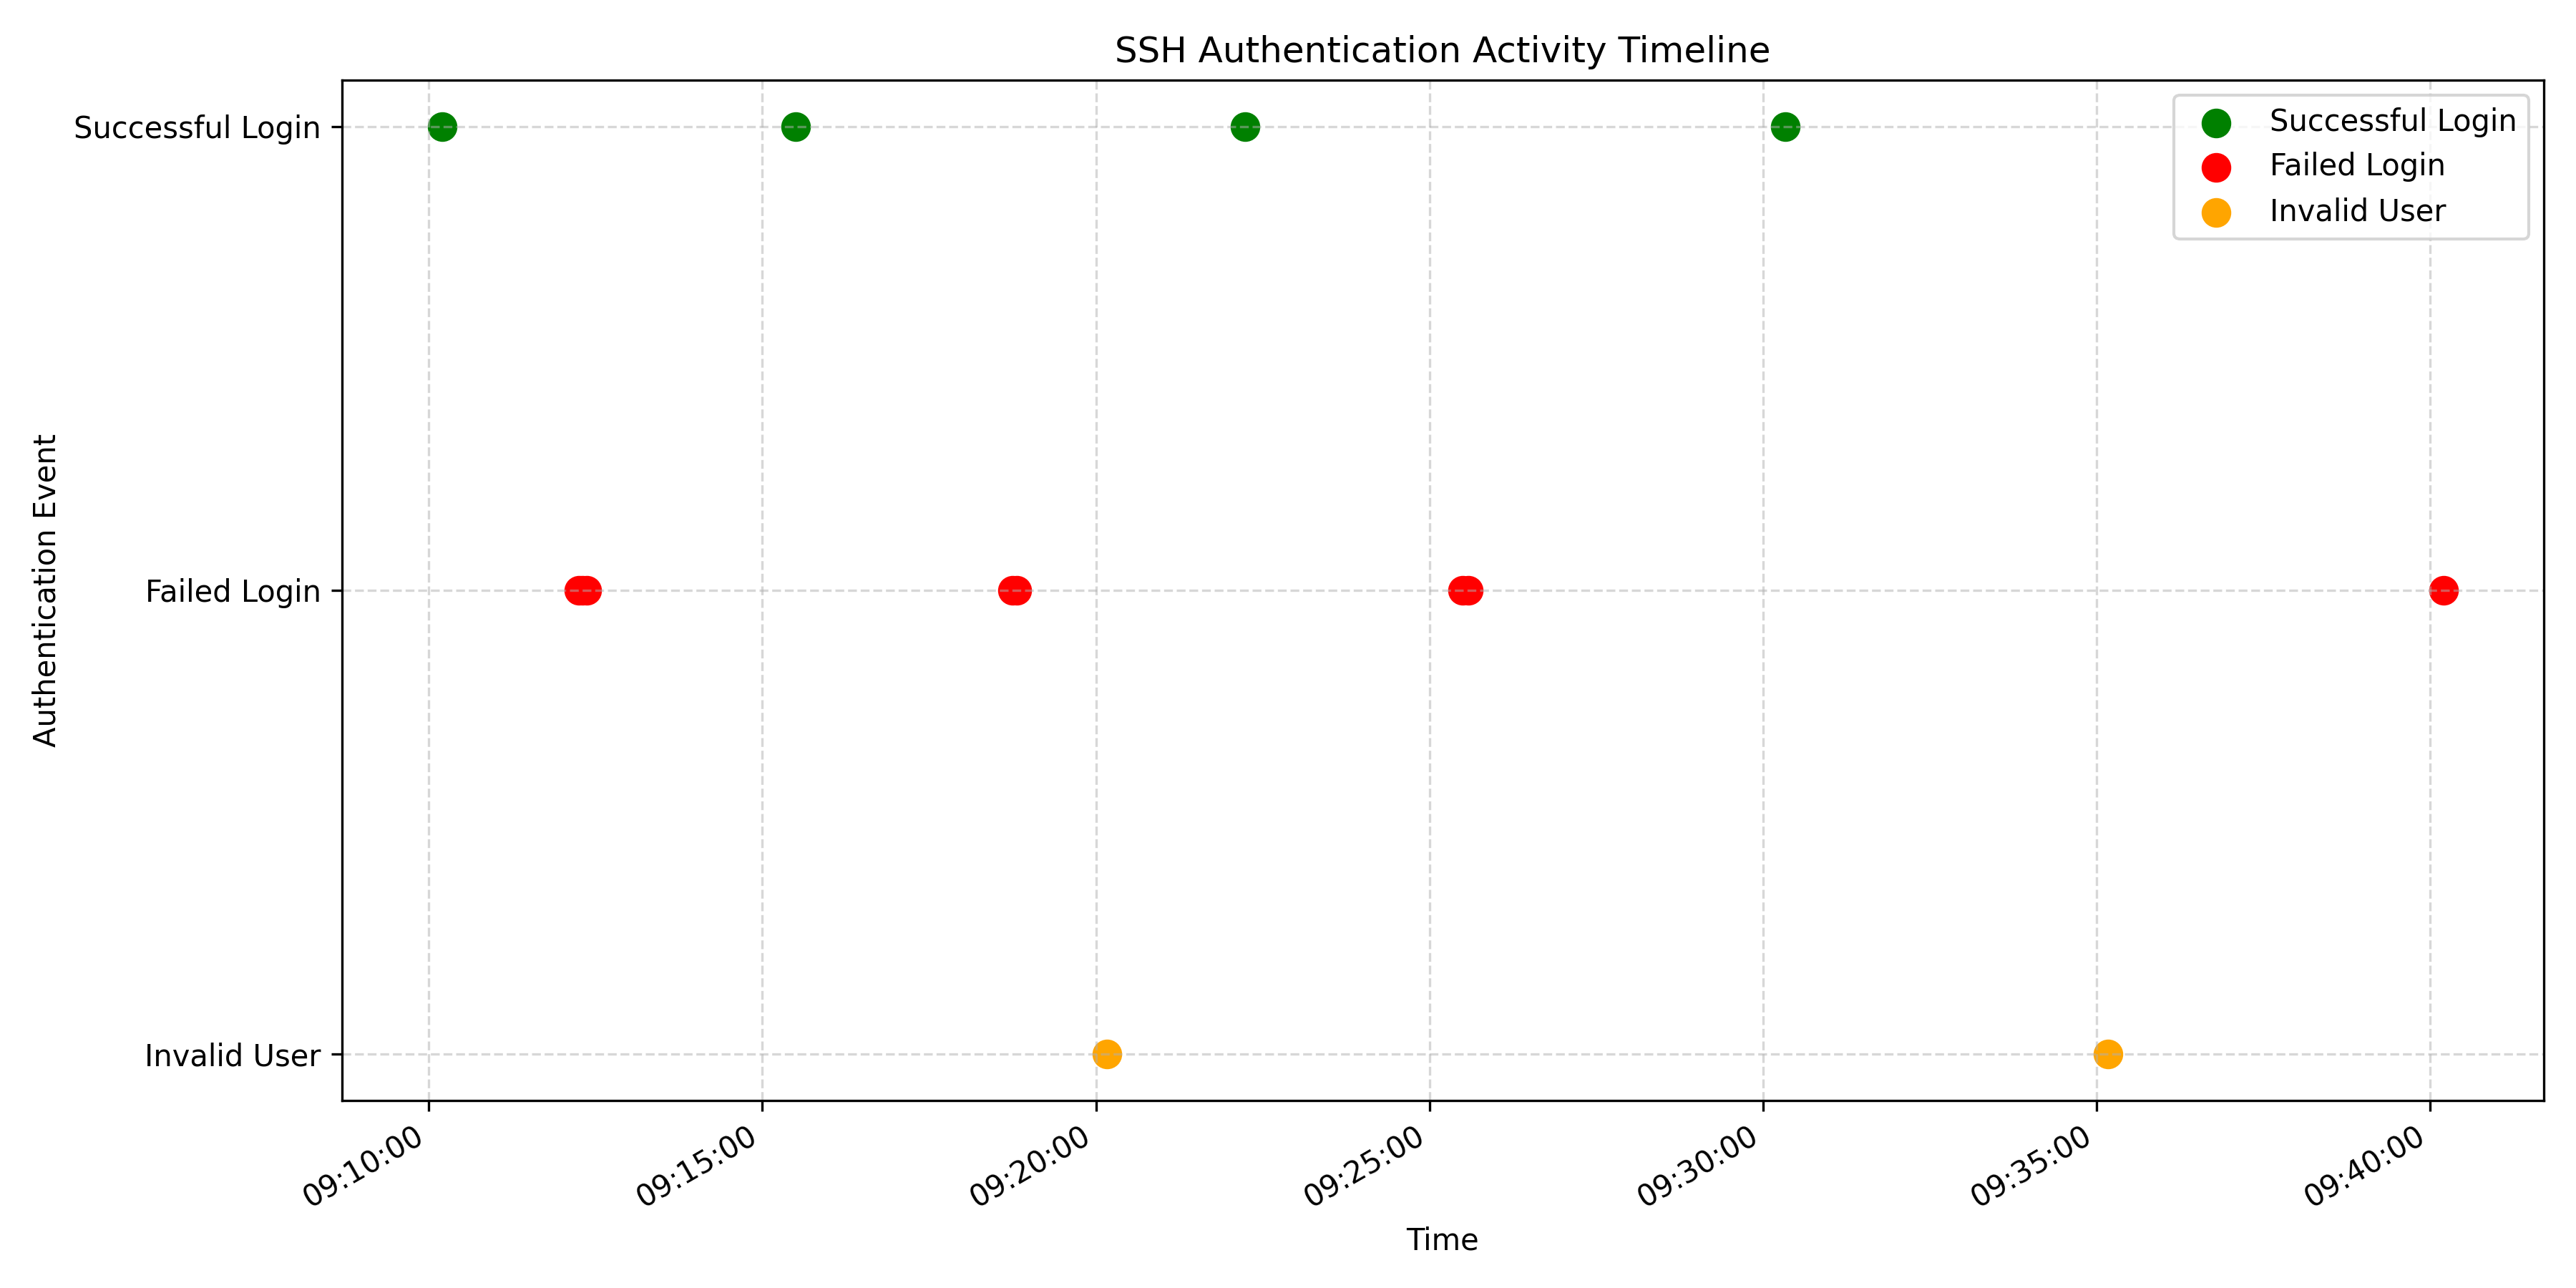 SSH Authentication Activity Timeline
Successful Login
Failed Login
Invalid User
Authentication Event
Successful Login
Failed Login
Invalid User
09:10:00
09:15:00
09:20:00
09:25:00
09:30:00
09:35:00
09:40:00
Time